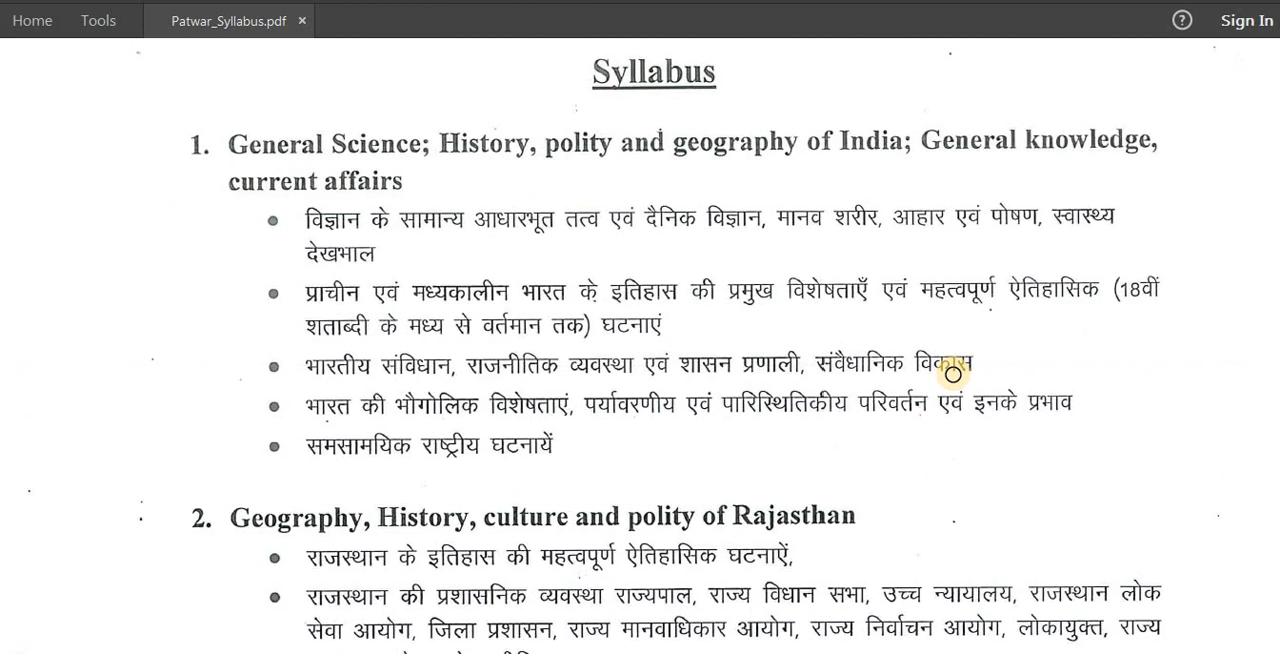 Home Tools Patwar_Syllabus.pdf × ? Sign In
Syllabus
1. General Science; History, polity and geography of India; General knowledge,
current affairs
• विज्ञान के सामान्य आधारभूत तत्व एवं दैनिक विज्ञान, मानव शरीर, आहार एवं पोषण, स्वास्थ्य
देखभाल
• प्राचीन एवं मध्यकालीन भारत के इतिहास की प्रमुख विशेषताएँ एवं महत्वपूर्ण ऐतिहासिक (18वीं
शताब्दी के मध्य से वर्तमान तक) घटनाएं
• भारतीय संविधान, राजनीतिक व्यवस्था एवं शासन प्रणाली, संवैधानिक विकास
• भारत की भौगोलिक विशेषताएं, पर्यावरणीय एवं पारिस्थितिकीय परिवर्तन एवं इनके प्रभाव
• समसामयिक राष्ट्रीय घटनायें
2. Geography, History, culture and polity of Rajasthan
• राजस्थान के इतिहास की महत्वपूर्ण ऐतिहासिक घटनाऐं,
• राजस्थान की प्रशासनिक व्यवस्था राज्यपाल, राज्य विधान सभा, उच्च न्यायालय, राजस्थान लोक
सेवा आयोग, जिला प्रशासन, राज्य मानवाधिकार आयोग, राज्य निर्वाचन आयोग, लोकायुक्त, राज्य